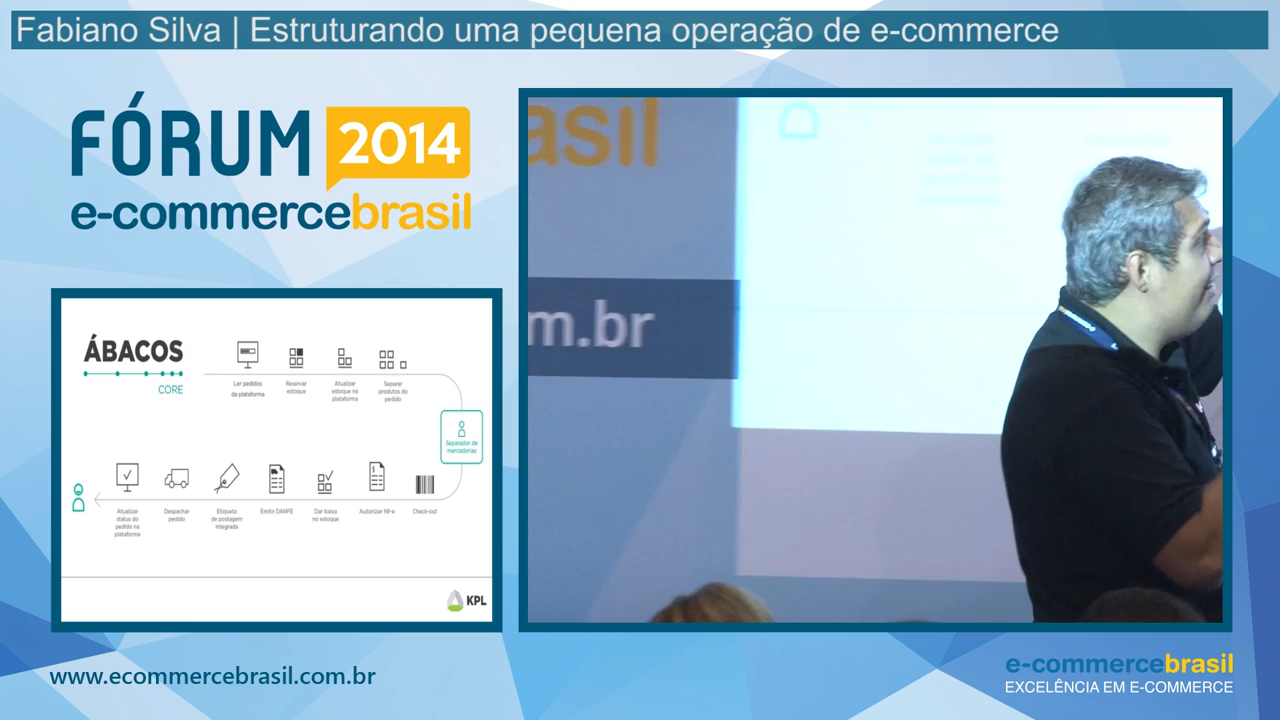 Fabiano Silva | Estruturando uma pequena operação de e-commerce
FÓRUM 2014
e-commercebrasil
asil
m.br
ÁBACOS
CORE
Ler pedidos
da plataforma
Reservar
estoque
Atualizar
estoque na
plataforma
Separar
produtos do
pedido
Separador de
mercadorias
Atualizar
status do
pedido na
plataforma
Despachar
pedido
Etiqueta
de postagem
integrada
Emitir DANFE
Dar baixa
no estoque
Autorizar NF-e
Check-out
KPL
www.ecommercebrasil.com.br
e-commercebrasil
EXCELÊNCIA EM E-COMMERCE